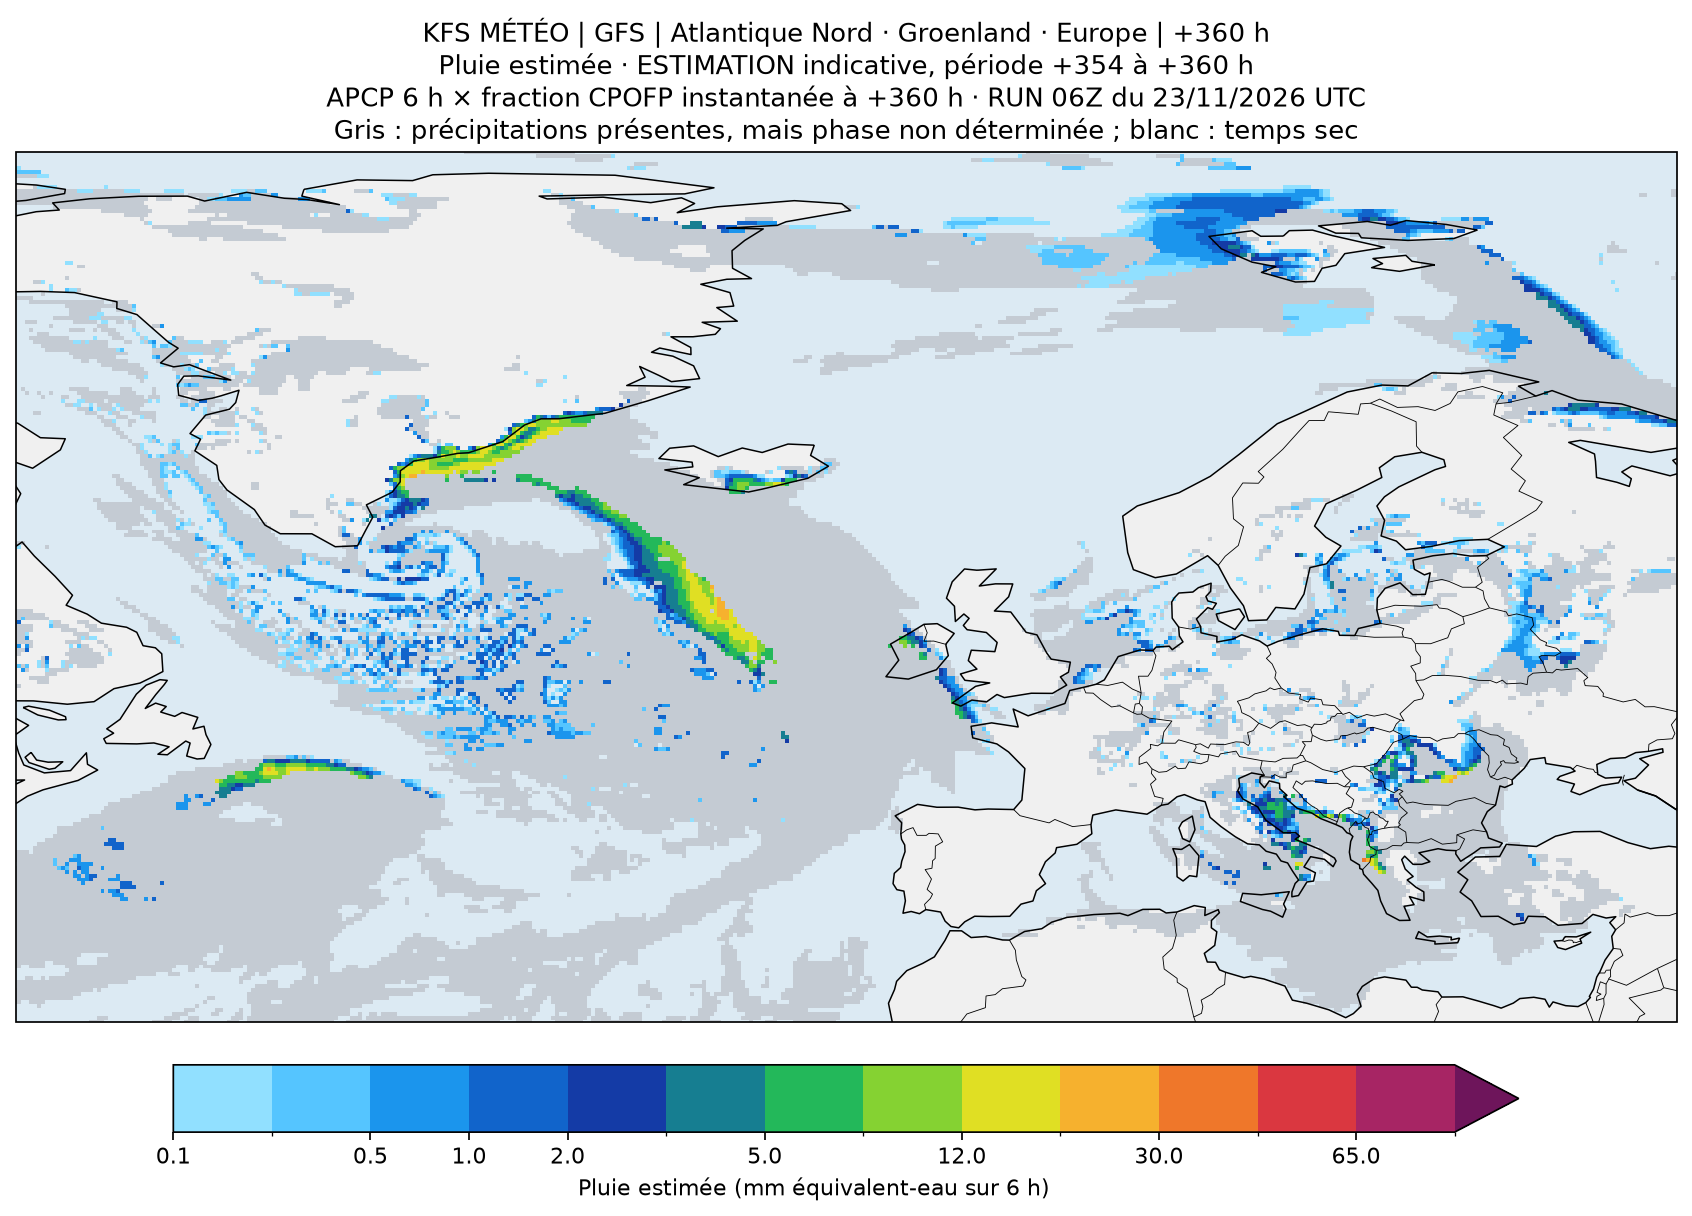 KFS MÉTÉO | GFS | Atlantique Nord · Groenland · Europe | +360 h
Pluie estimée · ESTIMATION indicative, période +354 à +360 h
APCP 6 h × fraction CPOFP instantanée à +360 h · RUN 06Z du 23/11/2026 UTC
Gris : précipitations présentes, mais phase non déterminée ; blanc : temps sec
0.1 0.5 1.0 2.0 5.0 12.0 30.0 65.0
Pluie estimée (mm équivalent-eau sur 6 h)